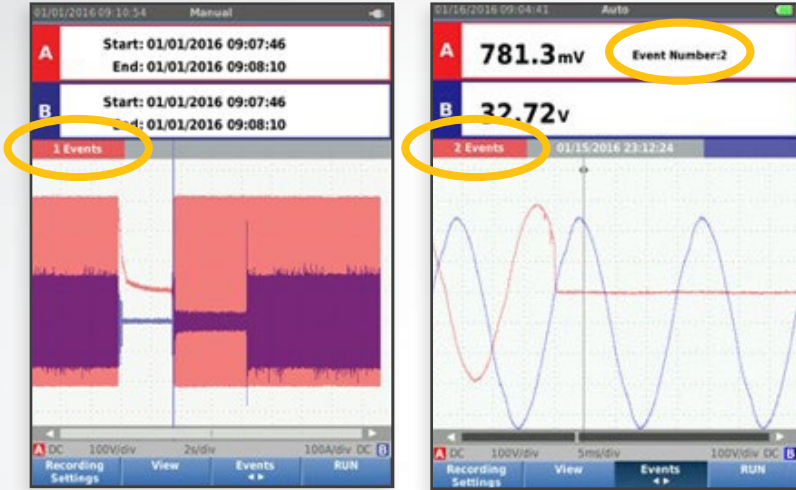 01/01/2016 09:10:54 Manual
A
Start: 01/01/2016 09:07:46
End: 01/01/2016 09:08:10
B
Start: 01/01/2016 09:07:46
End: 01/01/2016 09:08:10
1 Events
A DC 100V/div 2s/div 100A/div DC B
Recording Settings View Events RUN
01/16/2016 09:04:41 Auto
A 781.3 mV Event Number:2
B 32.72 V
2 Events 01/15/2016 23:12:24
A DC 100V/div 5ms/div 100V/div DC B
Recording Settings View Events RUN